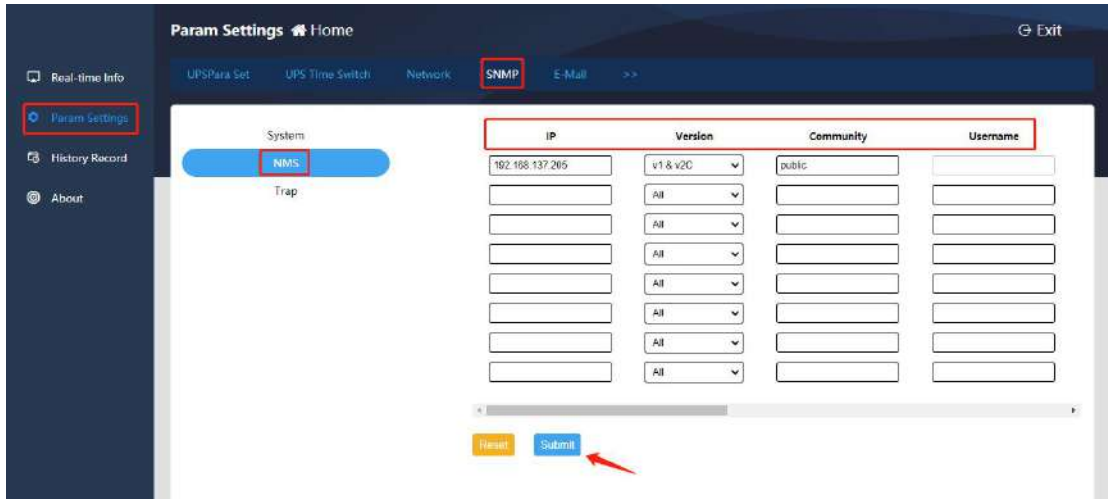 Param Settings Home Exit
Real-time Info
Param Settings
History Record
About
UPSPara Set UPS Time Switch Network SNMP E-Mail >>
System
NMS
Trap
IP Version Community Username
192.168.137.205 v1 & v2C public
All
All
All
All
All
All
All
Reset Submit